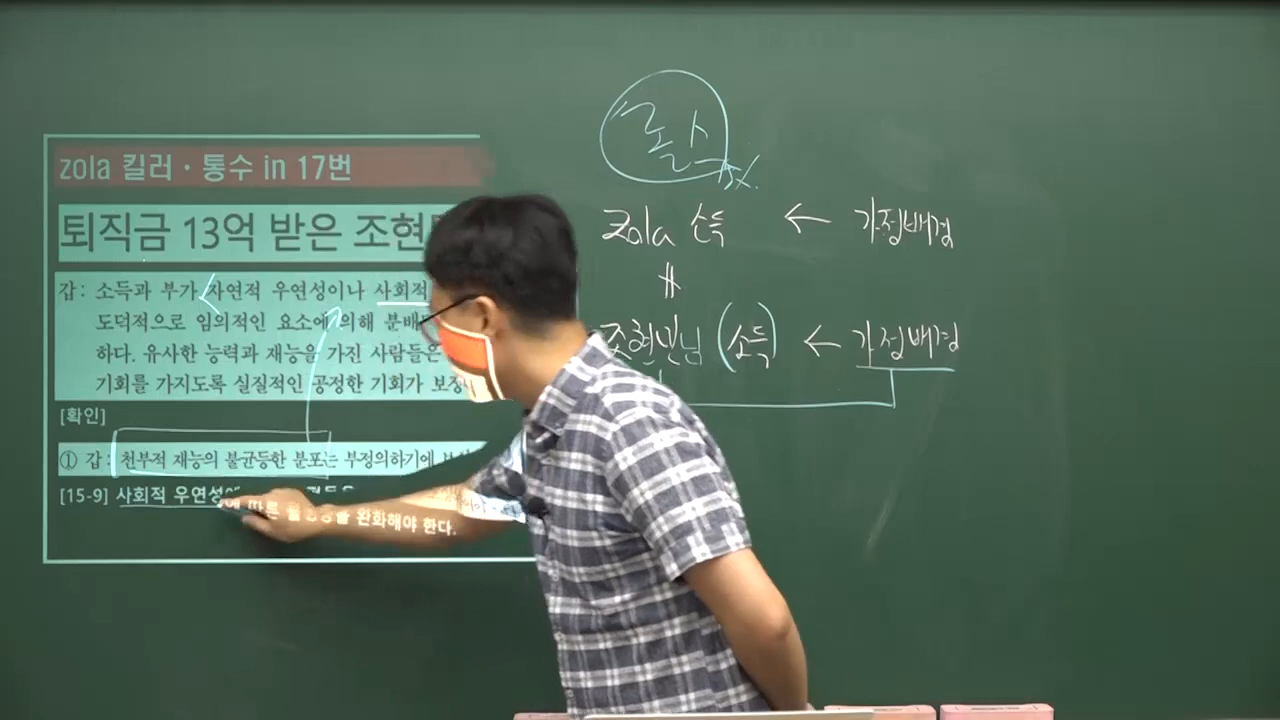 zola 킬러 · 통수 in 17번
퇴직금 13억 받은 조현
갑: 소득과 부가 자연적 우연성이나 사회적
도덕적으로 임의적인 요소에 의해 분배
하다. 유사한 능력과 재능을 가진 사람들은
기회를 가지도록 실질적인 공정한 기회가 보장
[확인]
① 갑: 천부적 재능의 불균등한 분포는 부정의하기에
[15-9] 사회적 우연성에 따른 완화해야 한다.
롤스
zola 소득 ← 가정배경
조현민님 (소득) ← 가정배경